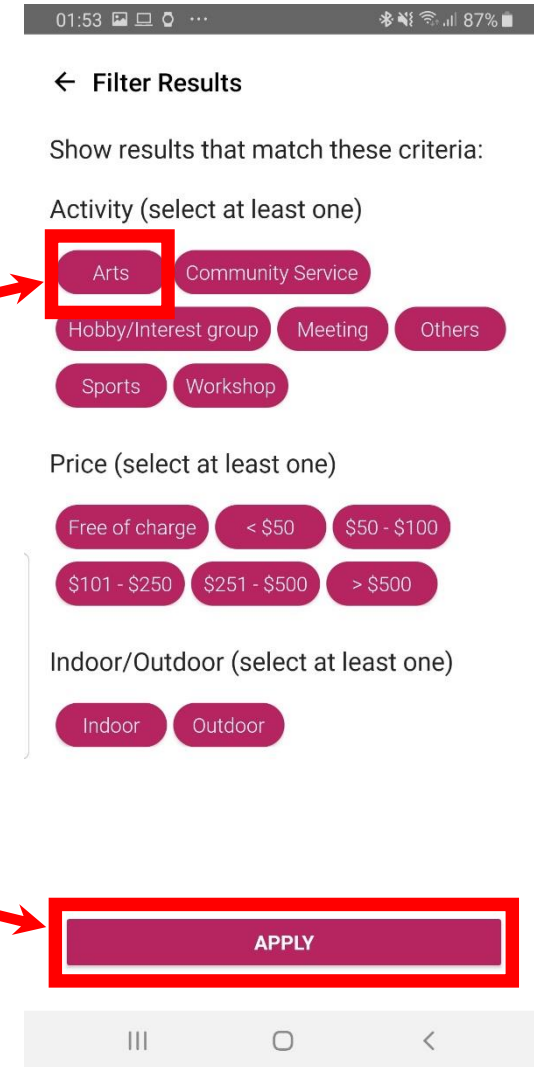 01:53 ... 87%
Filter Results
Show results that match these criteria:
Activity (select at least one)
Arts Community Service
Hobby/Interest group Meeting Others
Sports Workshop
Price (select at least one)
Free of charge < $50 $50 - $100
$101 - $250 $251 - $500 > $500
Indoor/Outdoor (select at least one)
Indoor Outdoor
APPLY